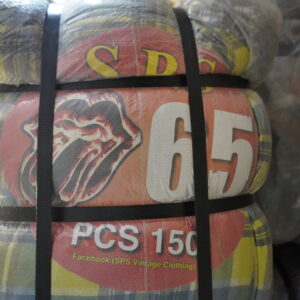 SPS
65
PCS 150
Facebook (SPS Vintage Clothing)